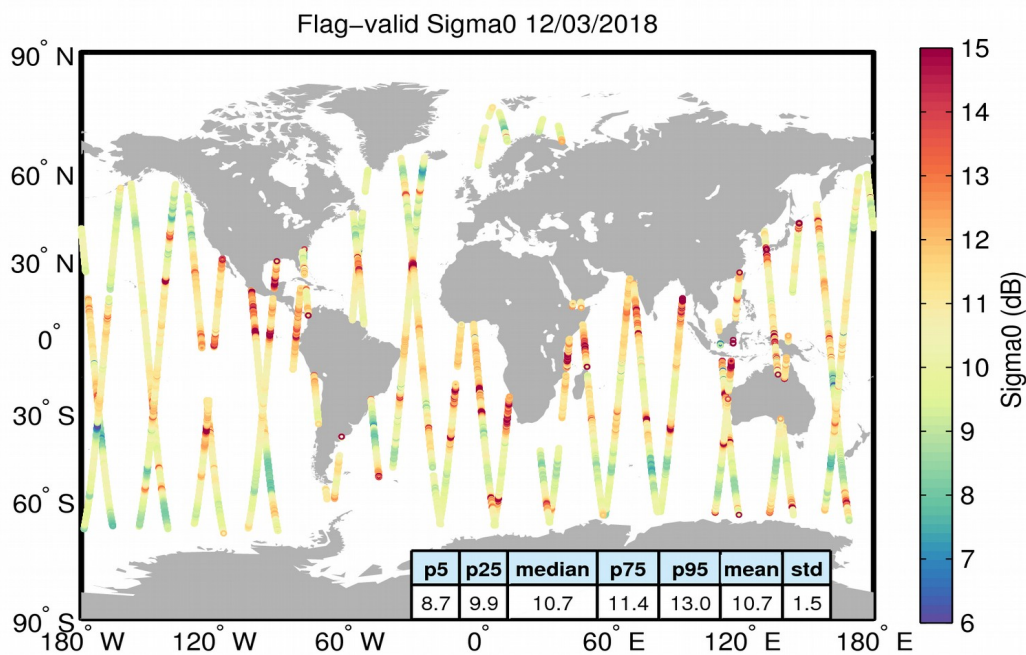 Flag−valid Sigma0 12/03/2018
90° N
60° N
30° N
0°
30° S
60° S
90° S
180° W
120° W
60° W
0°
60° E
120° E
180° E
15
14
13
12
11
10
9
8
7
6
Sigma0 (dB)
p5 p25 median p75 p95 mean std
8.7 9.9 10.7 11.4 13.0 10.7 1.5